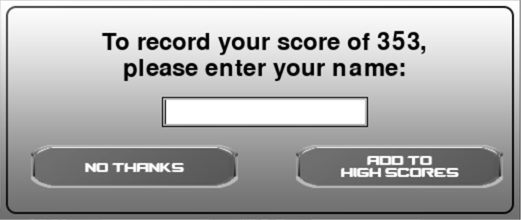 To record your score of 353,
please enter your name:
NO THANKS
ADD TO
HIGH SCORES